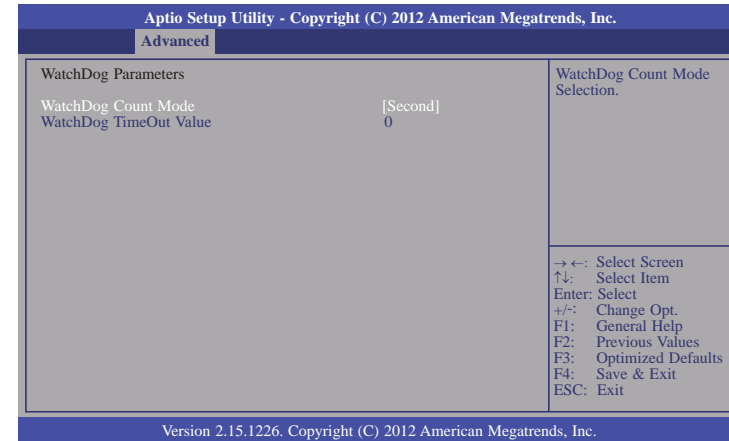 Aptio Setup Utility - Copyright (C) 2012 American Megatrends, Inc.
Advanced
WatchDog Parameters
WatchDog Count Mode [Second]
WatchDog TimeOut Value 0
WatchDog Count Mode
Selection.
→←: Select Screen
↑↓: Select Item
Enter: Select
+/-: Change Opt.
F1: General Help
F2: Previous Values
F3: Optimized Defaults
F4: Save & Exit
ESC: Exit
Version 2.15.1226. Copyright (C) 2012 American Megatrends, Inc.